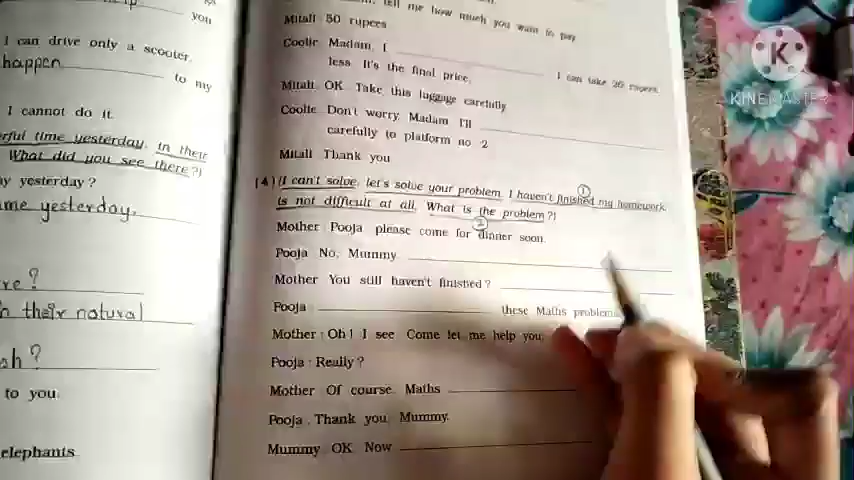 you
I can drive only a scooter.
happen to my
I cannot do it.
erful time yesterday, in their
What did you see there?]
ay yesterday?
me yesterday.
ve?
n their natural
sh?
to you.
elephants
tell me how much you want to pay
Mitali 50 rupees
Coolie Madam, I
less It's the final price, I can take 20 rupees
Mitali OK. Take this luggage carefully
Coolie Don't worry, Madam I'll
carefully to platform no 2
Mitali Thank you
(4) [I can't solve, let's solve your problem, I haven't finished my homework,
is not difficult at all, What is the problem?]
1
2
Mother Pooja please come for dinner soon.
Pooja No, Mummy
Mother You still haven't finished?
Pooja these Maths problems
Mother : Oh! I see Come let me help you
Pooja : Really?
Mother Of course. Maths
Pooja Thank you, Mummy.
Mummy OK. Now
K
KINEMASTER